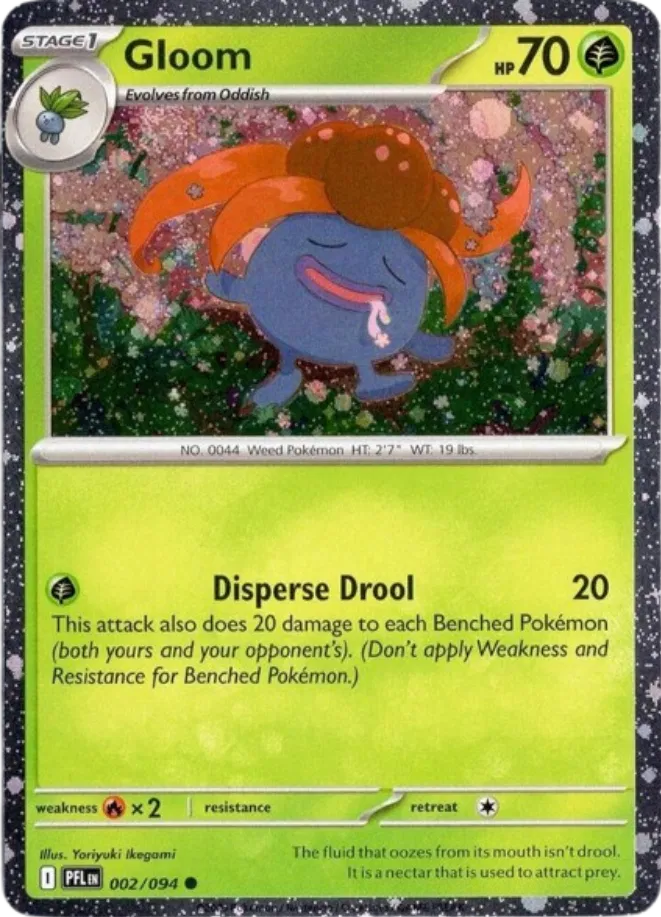 STAGE1
Gloom
HP 70
Evolves from Oddish
NO. 0044 Weed Pokémon HT: 2'7" WT: 19 lbs.
Disperse Drool 20
This attack also does 20 damage to each Benched Pokémon
(both yours and your opponent's). (Don't apply Weakness and
Resistance for Benched Pokémon.)
weakness ×2 resistance retreat
Illus. Yoriyuki Ikegami
The fluid that oozes from its mouth isn't drool.
It is a nectar that is used to attract prey.
I PFL EN 002/094